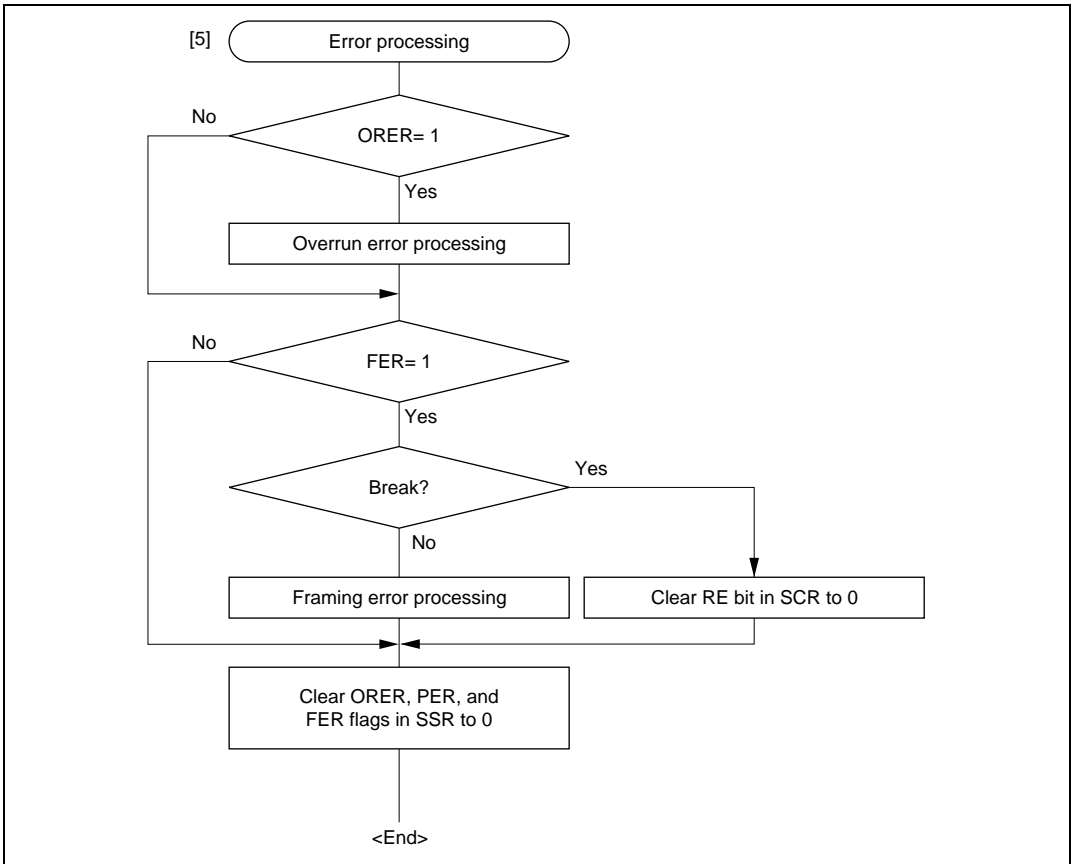 [5] Error processing
No
ORER= 1
Yes
Overrun error processing
No
FER= 1
Yes
Yes
Break?
No
Framing error processing
Clear RE bit in SCR to 0
Clear ORER, PER, and
FER flags in SSR to 0
<End>